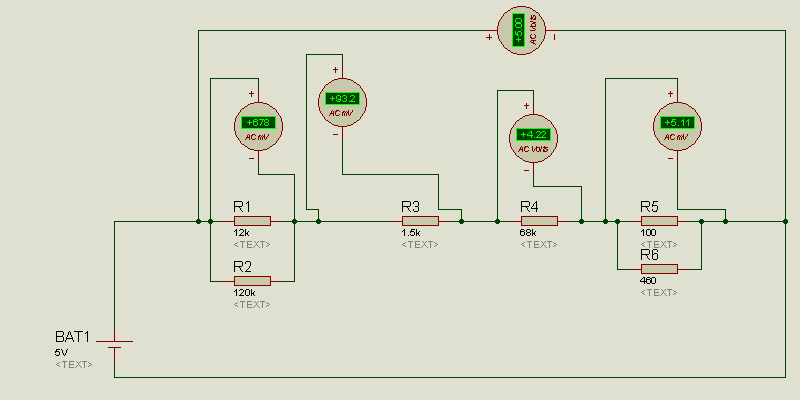 +5.00
AC Volts
+ -
+
+678
AC mV
-
+
+93.2
AC mV
-
+
+4.22
AC Volts
-
+
+5.11
AC mV
-
R1
12k
<TEXT>
R3
1.5k
<TEXT>
R4
68k
<TEXT>
R5
100
<TEXT>
R2
120k
<TEXT>
R6
460
<TEXT>
BAT1
5V
<TEXT>